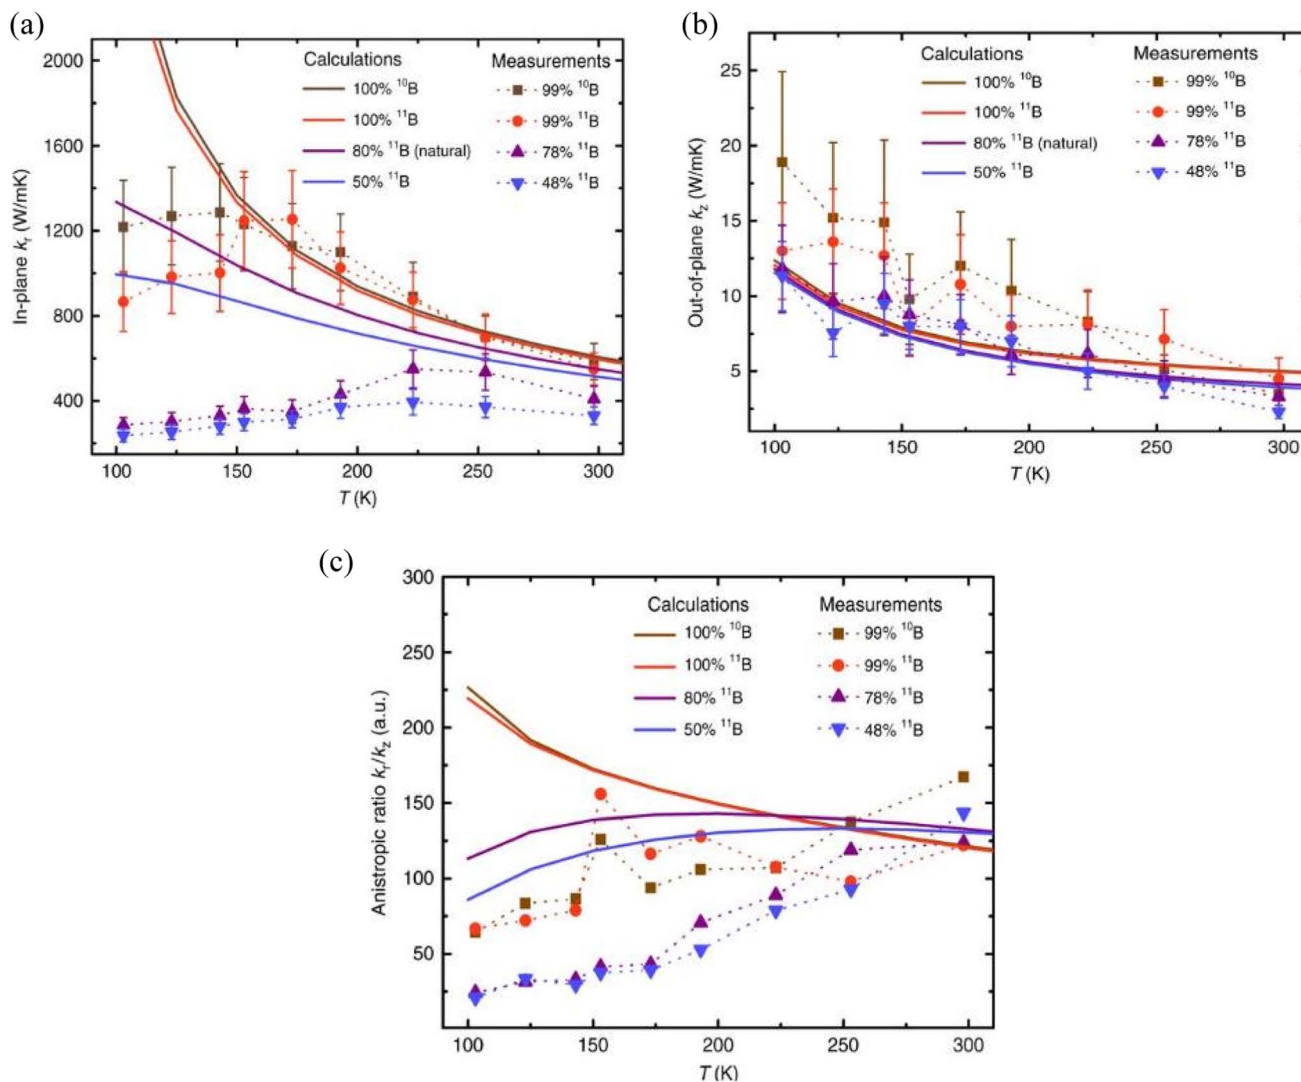 (a)
In-plane kr (W/mK)
2000
1600
1200
800
400
Calculations
100% 10B
100% 11B
80% 11B (natural)
50% 11B
Measurements
99% 10B
99% 11B
78% 11B
48% 11B
100 150 200 250 300
T (K)
(b)
Out-of-plane kz (W/mK)
25
20
15
10
5
Calculations
100% 10B
100% 11B
80% 11B (natural)
50% 11B
Measurements
99% 10B
99% 11B
78% 11B
48% 11B
100 150 200 250 300
T (K)
(c)
Anistropic ratio kr/kz (a.u.)
300
250
200
150
100
50
Calculations
100% 10B
100% 11B
80% 11B
50% 11B
Measurements
99% 10B
99% 11B
78% 11B
48% 11B
100 150 200 250 300
T (K)